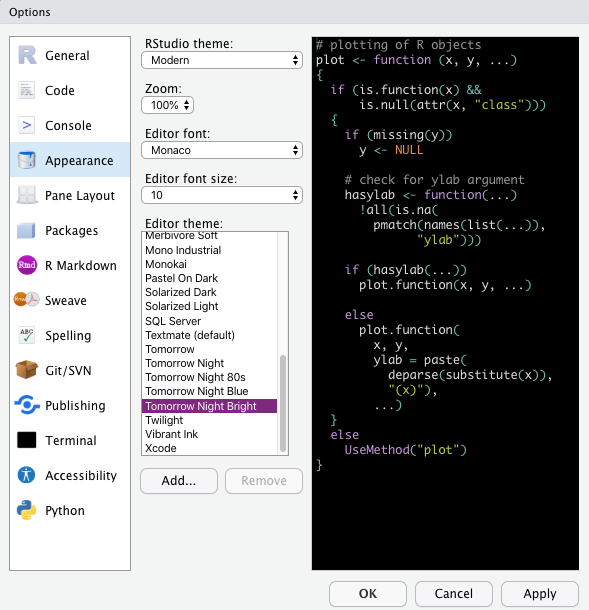 Options
General
Code
Console
Appearance
Pane Layout
Packages
Rmd R Markdown
Rnw Sweave
ABC Spelling
Git/SVN
Publishing
Terminal
Accessibility
Python
RStudio theme:
Modern
Zoom:
100%
Editor font:
Monaco
Editor font size:
10
Editor theme:
Merbivore Soft
Mono Industrial
Monokai
Pastel On Dark
Solarized Dark
Solarized Light
SQL Server
Textmate (default)
Tomorrow
Tomorrow Night
Tomorrow Night 80s
Tomorrow Night Blue
Tomorrow Night Bright
Twilight
Vibrant Ink
Xcode
Add...
Remove
# plotting of R objects
plot <- function (x, y, ...)
{
  if (is.function(x) &&
      is.null(attr(x, "class")))
  {
    if (missing(y))
      y <- NULL

    # check for ylab argument
    hasylab <- function(...)
      !all(is.na(
        pmatch(names(list(...)),
              "ylab")))

    if (hasylab(...))
      plot.function(x, y, ...)

    else
      plot.function(
        x, y,
        ylab = paste(
          deparse(substitute(x)),
          "(x)"),
        ...)
  }
  else
    UseMethod("plot")
}
OK
Cancel
Apply